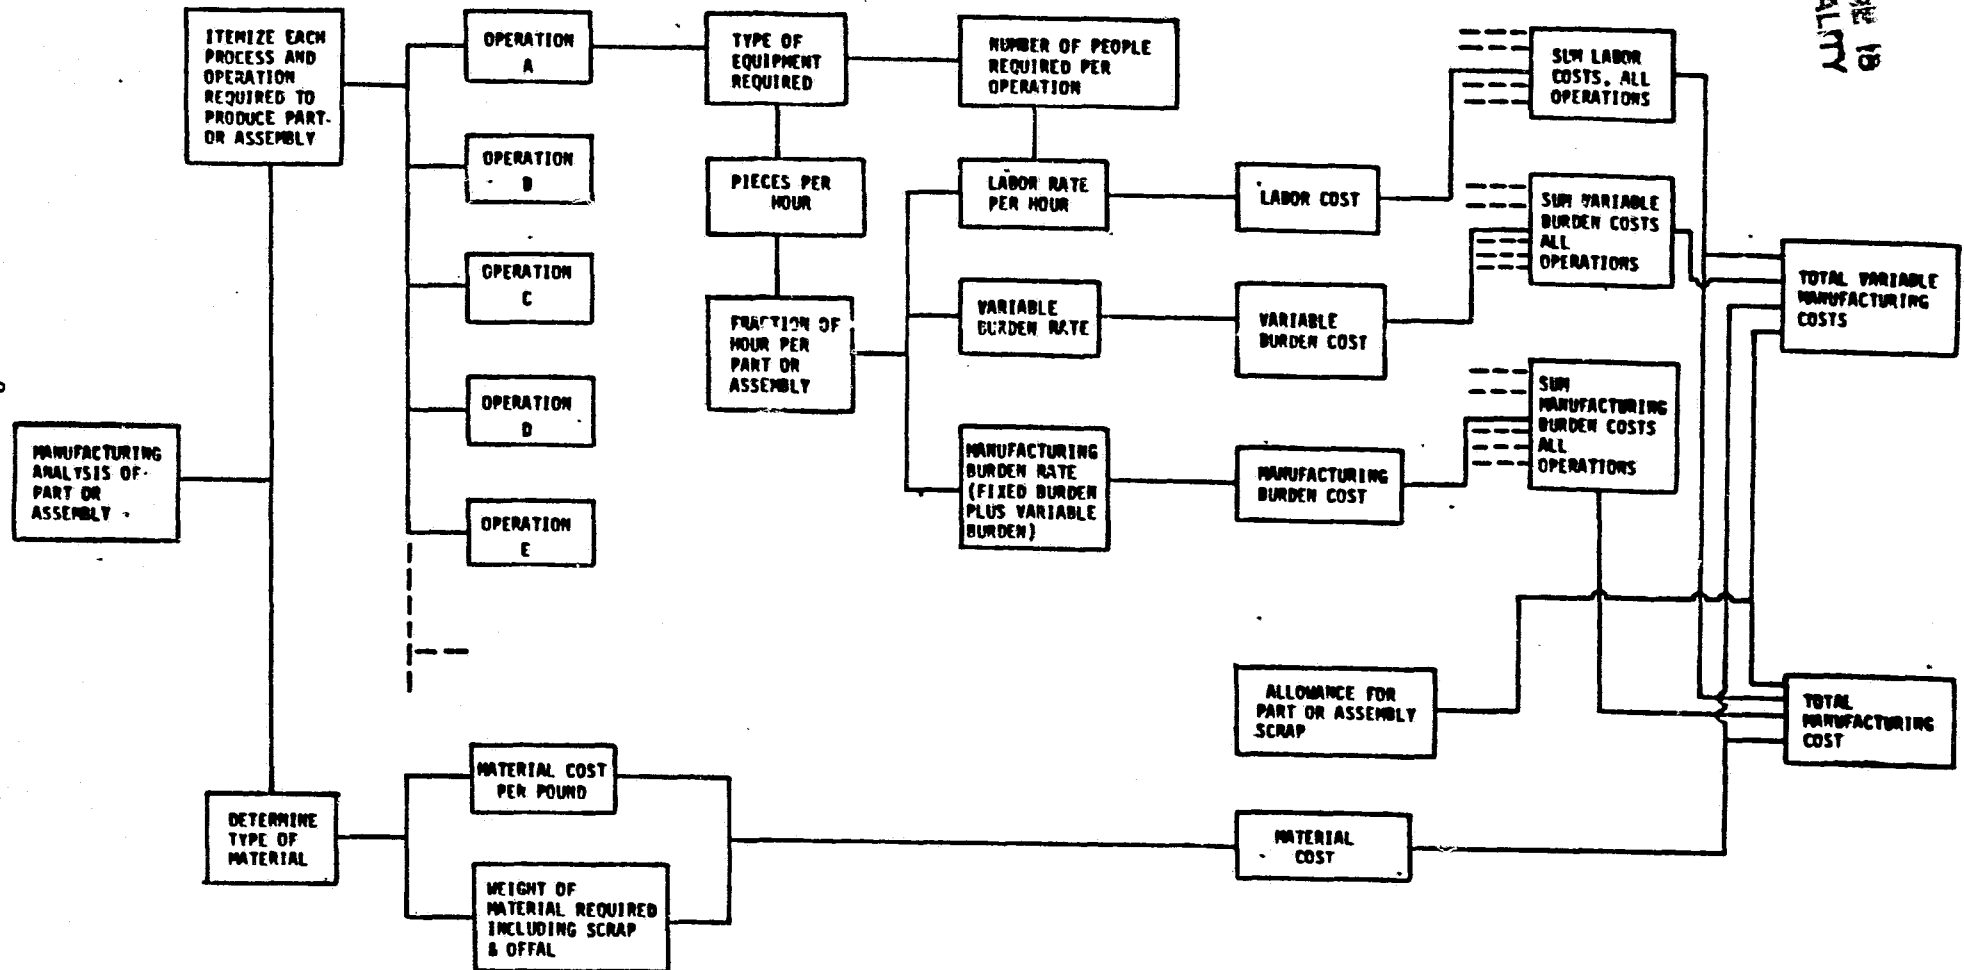 ITEMIZE EACH
PROCESS AND
OPERATION
REQUIRED TO
PRODUCE PART
OR ASSEMBLY
OPERATION
A
OPERATION
B
OPERATION
C
OPERATION
D
OPERATION
E
TYPE OF
EQUIPMENT
REQUIRED
PIECES PER
HOUR
FRACTION OF
HOUR PER
PART OR
ASSEMBLY
NUMBER OF PEOPLE
REQUIRED PER
OPERATION
LABOR RATE
PER HOUR
VARIABLE
BURDEN RATE
MANUFACTURING
BURDEN RATE
(FIXED BURDEN
PLUS VARIABLE
BURDEN)
LABOR COST
VARIABLE
BURDEN COST
MANUFACTURING
BURDEN COST
SUM LABOR
COSTS, ALL
OPERATIONS
SUM VARIABLE
BURDEN COSTS
ALL
OPERATIONS
SUM
MANUFACTURING
BURDEN COSTS
ALL
OPERATIONS
TOTAL VARIABLE
MANUFACTURING
COSTS
MANUFACTURING
ANALYSIS OF
PART OR
ASSEMBLY
ALLOWANCE FOR
PART OR ASSEMBLY
SCRAP
TOTAL
MANUFACTURING
COST
DETERMINE
TYPE OF
MATERIAL
MATERIAL COST
PER POUND
WEIGHT OF
MATERIAL REQUIRED
INCLUDING SCRAP
& OFFAL
MATERIAL
COST